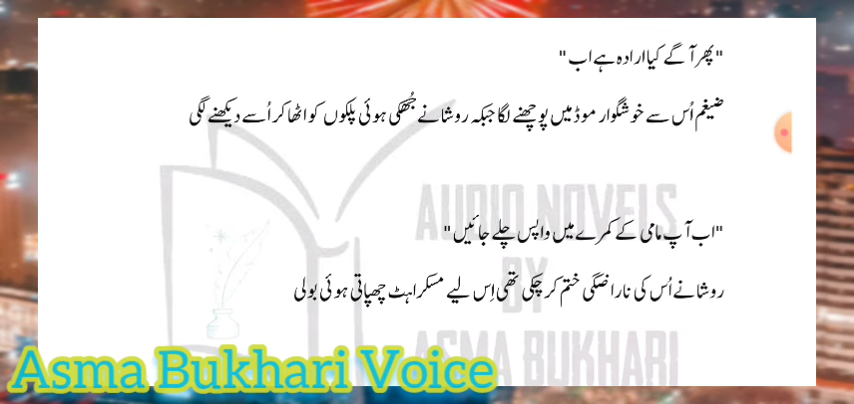 "پھر آگے کیا ارادہ ہے اب"
ضیغم اُس سے خوشگوار موڈ میں پوچھنے لگا جبکہ روشانے جُھکی ہوئی پلکوں کو اٹھا کر اُسے دیکھنے لگی
"اب آپ مامی کے کمرے میں واپس چلے جائیں"
روشانے اُس کی ناراضگی ختم کر چکی تھی اِس لیے مسکراہٹ چھپاتی ہوئی بولی
AUDIO NOVELS
BY
ASMA BUKHARI
Asma Bukhari Voice